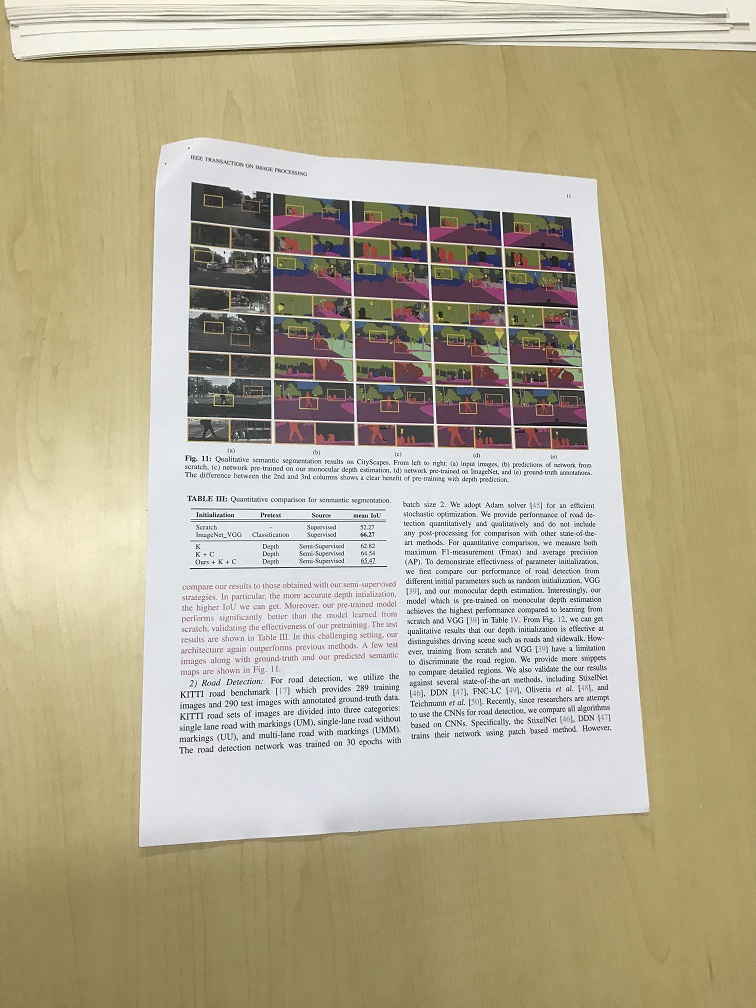 IEEE TRANSACTION ON IMAGE PROCESSING
11
(a)
(b)
(c)
(d)
(e)
Fig. 11: Qualitative semantic segmentation results on CityScapes. From left to right: (a) input images, (b) predictions of network from
scratch, (c) network pre-trained on our monocular depth estimation, (d) network pre-trained on ImageNet, and (e) ground-truth annotations.
The difference between the 2nd and 3rd columns shows a clear benefit of pre-training with depth prediction.
TABLE III: Quantitative comparison for senmantic segmentation.
Initialization Pretext Source mean IoU
Scratch - Supervised 52.27
ImageNet_VGG Classification Supervised 66.27
K Depth Semi-Supervised 62.82
K + C Depth Semi-Supervised 64.54
Ours + K + C Depth Semi-Supervised 65.47
compare our results to those obtained with our semi-supervised
strategies. In particular, the more accurate depth intialization,
the higher IoU we can get. Moreover, our pre-trained model
performs significantly better than the model learned from
scratch, validating the effectiveness of our pretraining. The test
results are shown in Table III. In this challenging setting, our
architecture again outperforms previous methods. A few test
images along with ground-truth and our predicted semantic
maps are shown in Fig. 11.
2) Road Detection: For road detection, we utilize the
KITTI road benchmark [17] which provides 289 training
images and 290 test images with annotated ground-truth data.
KITTI road sets of images are divided into three categories:
single lane road with markings (UM), single-lane road without
markings (UU), and multi-lane road with markings (UMM).
The road detection network was trained on 30 epochs with
batch size 2. We adopt Adam solver [45] for an efficient
stochastic optimization. We provide performance of road de-
tection quantitatively and qualitatively and do not include
any post-processing for comparison with other state-of-the-
art methods. For quantitative comparison, we meausre both
maximum F1-measurement (Fmax) and average precision
(AP). To demonstrate effectiveness of parameter initialization,
we first compare our performance of road detection from
different initial parameters such as random initialization, VGG
[39], and our monocular depth estimation. Interestingly, our
model which is pre-trained on monocular depth estimation
achieves the highest performance compared to learning from
scratch and VGG [39] in Table IV. From Fig. 12, we can get
qualitative results that our depth initialization is effective at
distinguishes driving scene such as roads and sidewalk. How-
ever, training from scratch and VGG [39] have a limitation
to discriminate the road region. We provide more snippets
to compare detailed regions. We also validate the our results
against several state-of-the-art methods, including StixelNet
[46], DDN [47], FNC-LC [49], Oliveria et al. [48], and
Teichmann et al. [50]. Recently, since researchers are attempt
to use the CNNs for road detection, we compare all algorithms
based on CNNs. Specifically, the StixelNet [46], DDN [47]
trains their network using patch based method. However,